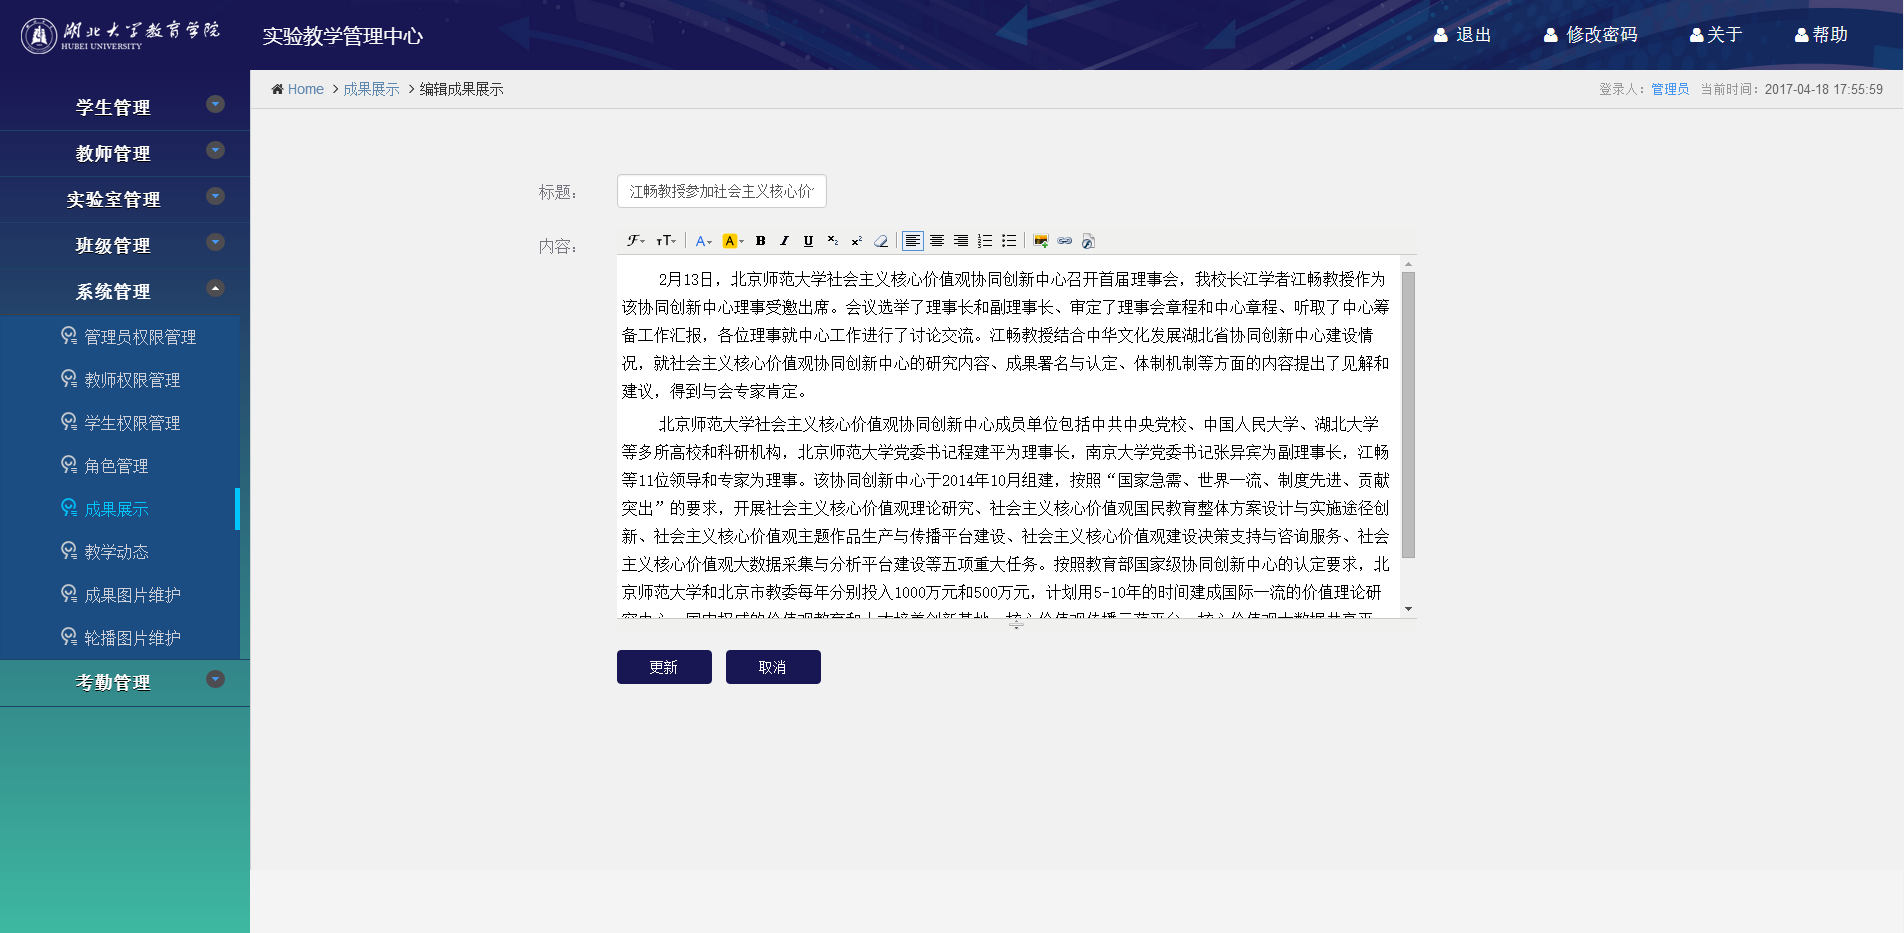 湖北大学教育学院
HUBEI UNIVERSITY
实验教学管理中心
退出
修改密码
关于
帮助
Home
成果展示
编辑成果展示
登录人：管理员 当前时间：2017-04-18 17:55:59
学生管理
教师管理
实验室管理
班级管理
系统管理
管理员权限管理
教师权限管理
学生权限管理
角色管理
成果展示
教学动态
成果图片维护
轮播图片维护
考勤管理
标题：
江畅教授参加社会主义核心价
内容：
2月13日，北京师范大学社会主义核心价值观协同创新中心召开首届理事会，我校长江学者江畅教授作为
该协同创新中心理事受邀出席。会议选举了理事长和副理事长、审定了理事会章程和中心章程、听取了中心筹
备工作汇报，各位理事就中心工作进行了讨论交流。江畅教授结合中华文化发展湖北省协同创新中心建设情
况，就社会主义核心价值观协同创新中心的研究内容、成果署名与认定、体制机制等方面的内容提出了见解和
建议，得到与会专家肯定。
北京师范大学社会主义核心价值观协同创新中心成员单位包括中共中央党校、中国人民大学、湖北大学
等多所高校和科研机构，北京师范大学党委书记程建平为理事长，南京大学党委书记张异宾为副理事长，江畅
等11位领导和专家为理事。该协同创新中心于2014年10月组建，按照“国家急需、世界一流、制度先进、贡献
突出”的要求，开展社会主义核心价值观理论研究、社会主义核心价值观国民教育整体方案设计与实施途径创
新、社会主义核心价值观主题作品生产与传播平台建设、社会主义核心价值观建设决策支持与咨询服务、社会
主义核心价值观大数据采集与分析平台建设等五项重大任务。按照教育部国家级协同创新中心的认定要求，北
京师范大学和北京市教委每年分别投入1000万元和500万元，计划用5-10年的时间建成国际一流的价值理论研
更新
取消